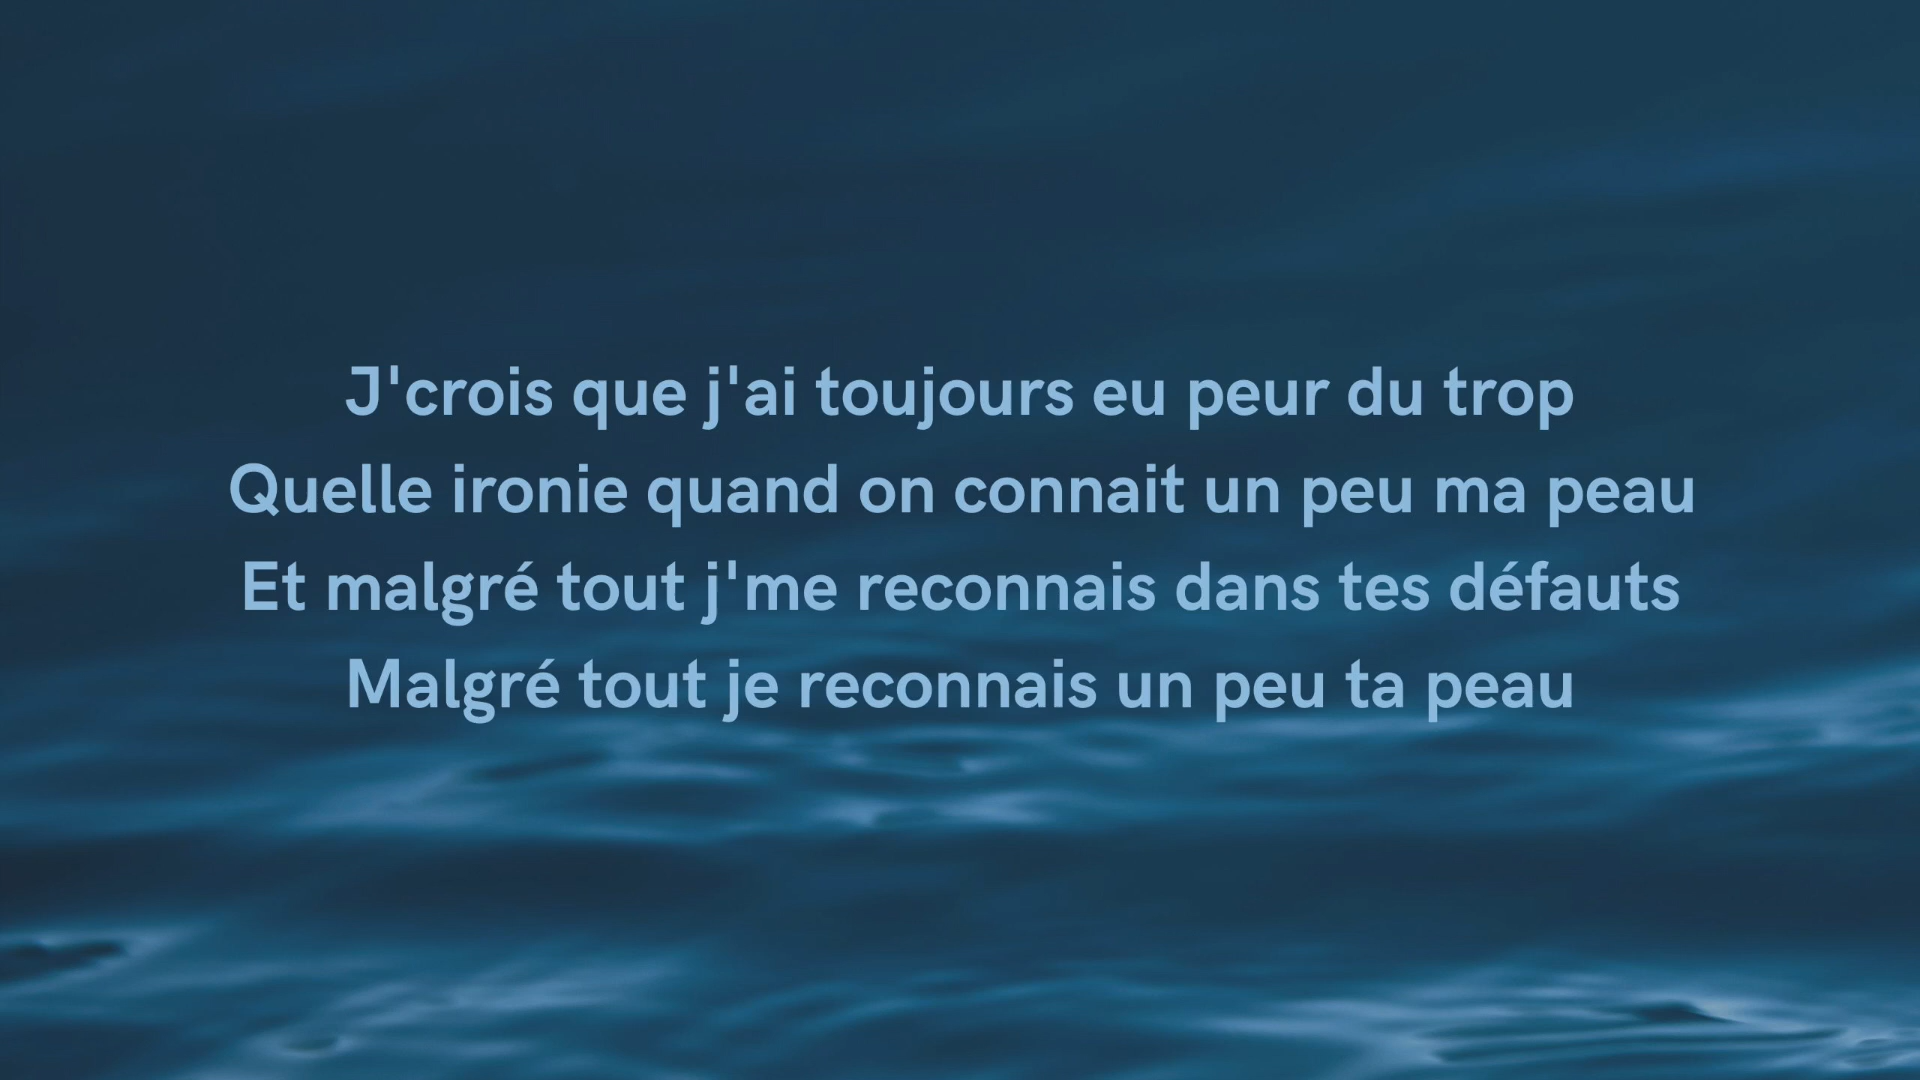 J'crois que j'ai toujours eu peur du trop
Quelle ironie quand on connait un peu ma peau
Et malgré tout j'me reconnais dans tes défauts
Malgré tout je reconnais un peu ta peau